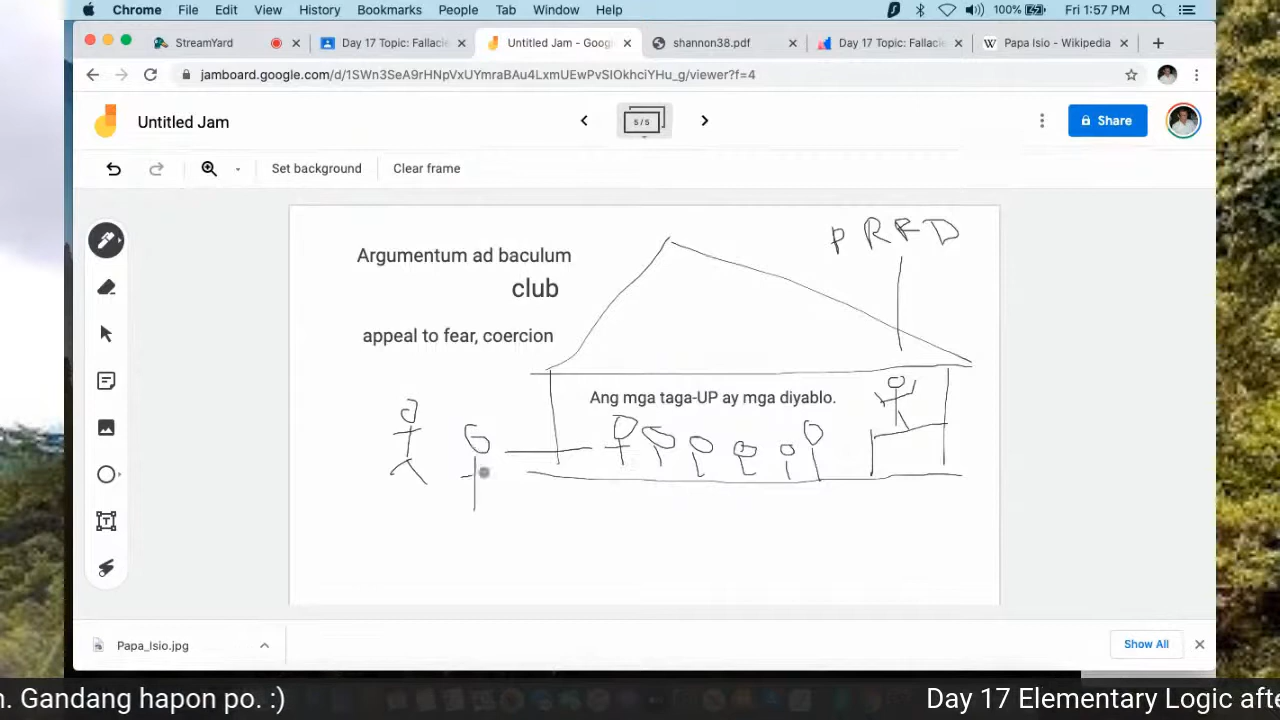 Chrome File Edit View History Bookmarks People Tab Window Help 100% Fri 1:57 PM
StreamYard Day 17 Topic: Fallacie Untitled Jam - Goog shannon38.pdf Day 17 Topic: Fallacie Papa Isio - Wikipedia
jamboard.google.com/d/1SWn3SeA9rHNpVxUYmraBAu4LxmUEwPvSIOkhciYHu_g/viewer?f=4
Untitled Jam
5 / 5
Share
Set background Clear frame
PRRD
Argumentum ad baculum
club
appeal to fear, coercion
Ang mga taga-UP ay mga diyablo.
Papa_Isio.jpg
Show All
n. Gandang hapon po. :) Day 17 Elementary Logic afte